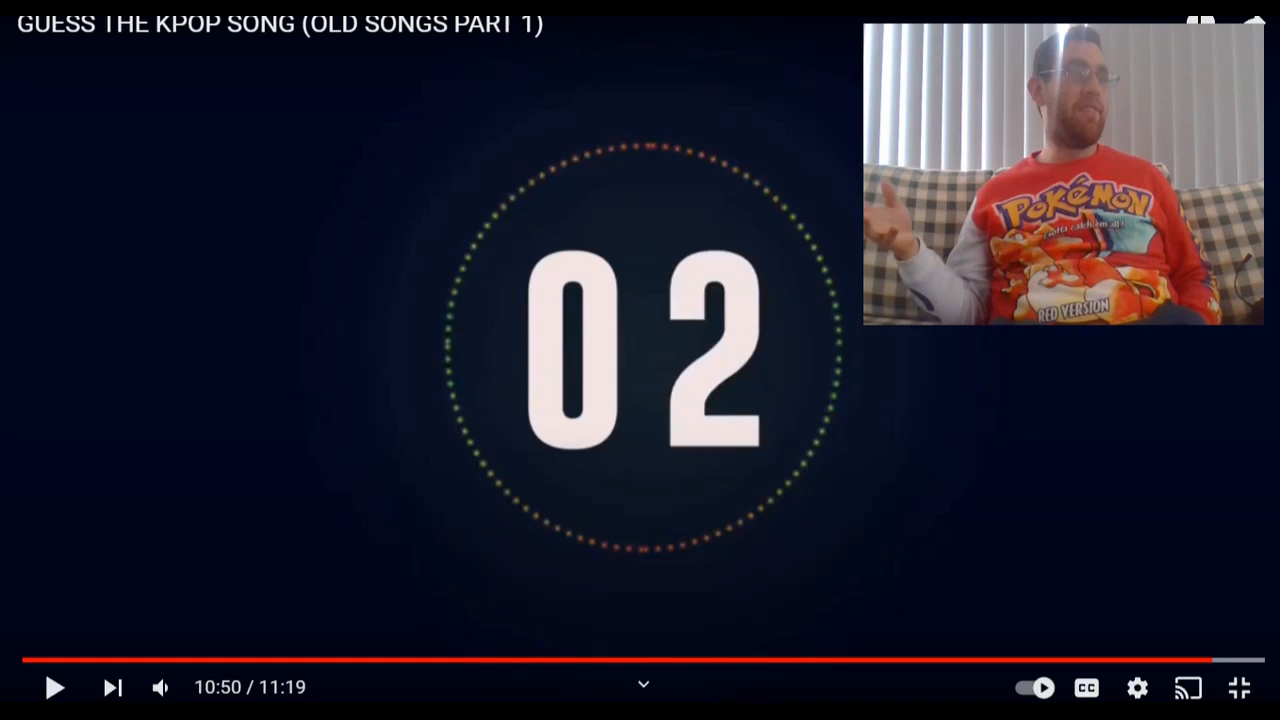 GUESS THE KPOP SONG (OLD SONGS PART 1)
POKéMON
Gotta catch 'em all!
RED VERSION
02
10:50 / 11:19
CC